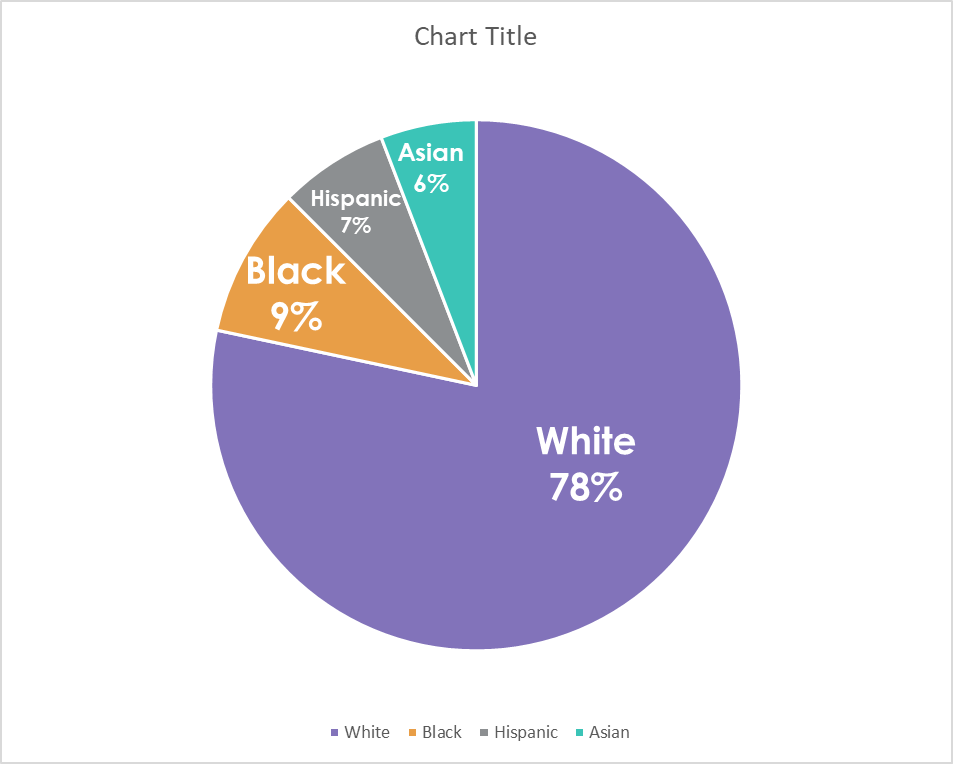 Chart Title
Asian
6%
Hispanic
7%
Black
9%
White
78%
White Black Hispanic Asian